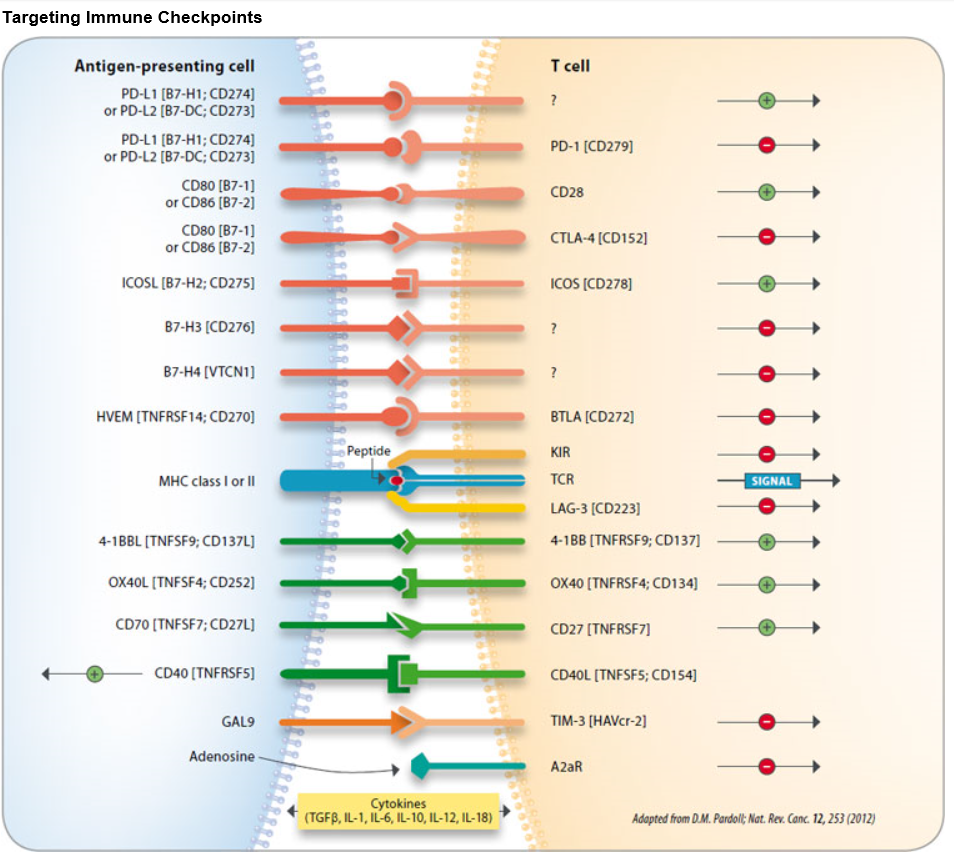 Targeting Immune Checkpoints
Antigen-presenting cell
T cell
PD-L1 [B7-H1; CD274]
or PD-L2 [B7-DC; CD273]
?
+
PD-L1 [B7-H1; CD274]
or PD-L2 [B7-DC; CD273]
PD-1 [CD279]
−
CD80 [B7-1]
or CD86 [B7-2]
CD28
+
CD80 [B7-1]
or CD86 [B7-2]
CTLA-4 [CD152]
−
ICOSL [B7-H2; CD275]
ICOS [CD278]
+
B7-H3 [CD276]
?
−
B7-H4 [VTCN1]
?
−
HVEM [TNFRSF14; CD270]
BTLA [CD272]
−
Peptide
KIR
−
MHC class I or II
TCR
SIGNAL
LAG-3 [CD223]
−
4-1BBL [TNFSF9; CD137L]
4-1BB [TNFRSF9; CD137]
+
OX40L [TNFSF4; CD252]
OX40 [TNFRSF4; CD134]
+
CD70 [TNFSF7; CD27L]
CD27 [TNFRSF7]
+
+
CD40 [TNFRSF5]
CD40L [TNFSF5; CD154]
GAL9
TIM-3 [HAVcr-2]
−
Adenosine
A2aR
−
Cytokines
(TGFβ, IL-1, IL-6, IL-10, IL-12, IL-18)
Adapted from D.M. Pardoll; Nat. Rev. Canc. 12, 253 (2012)